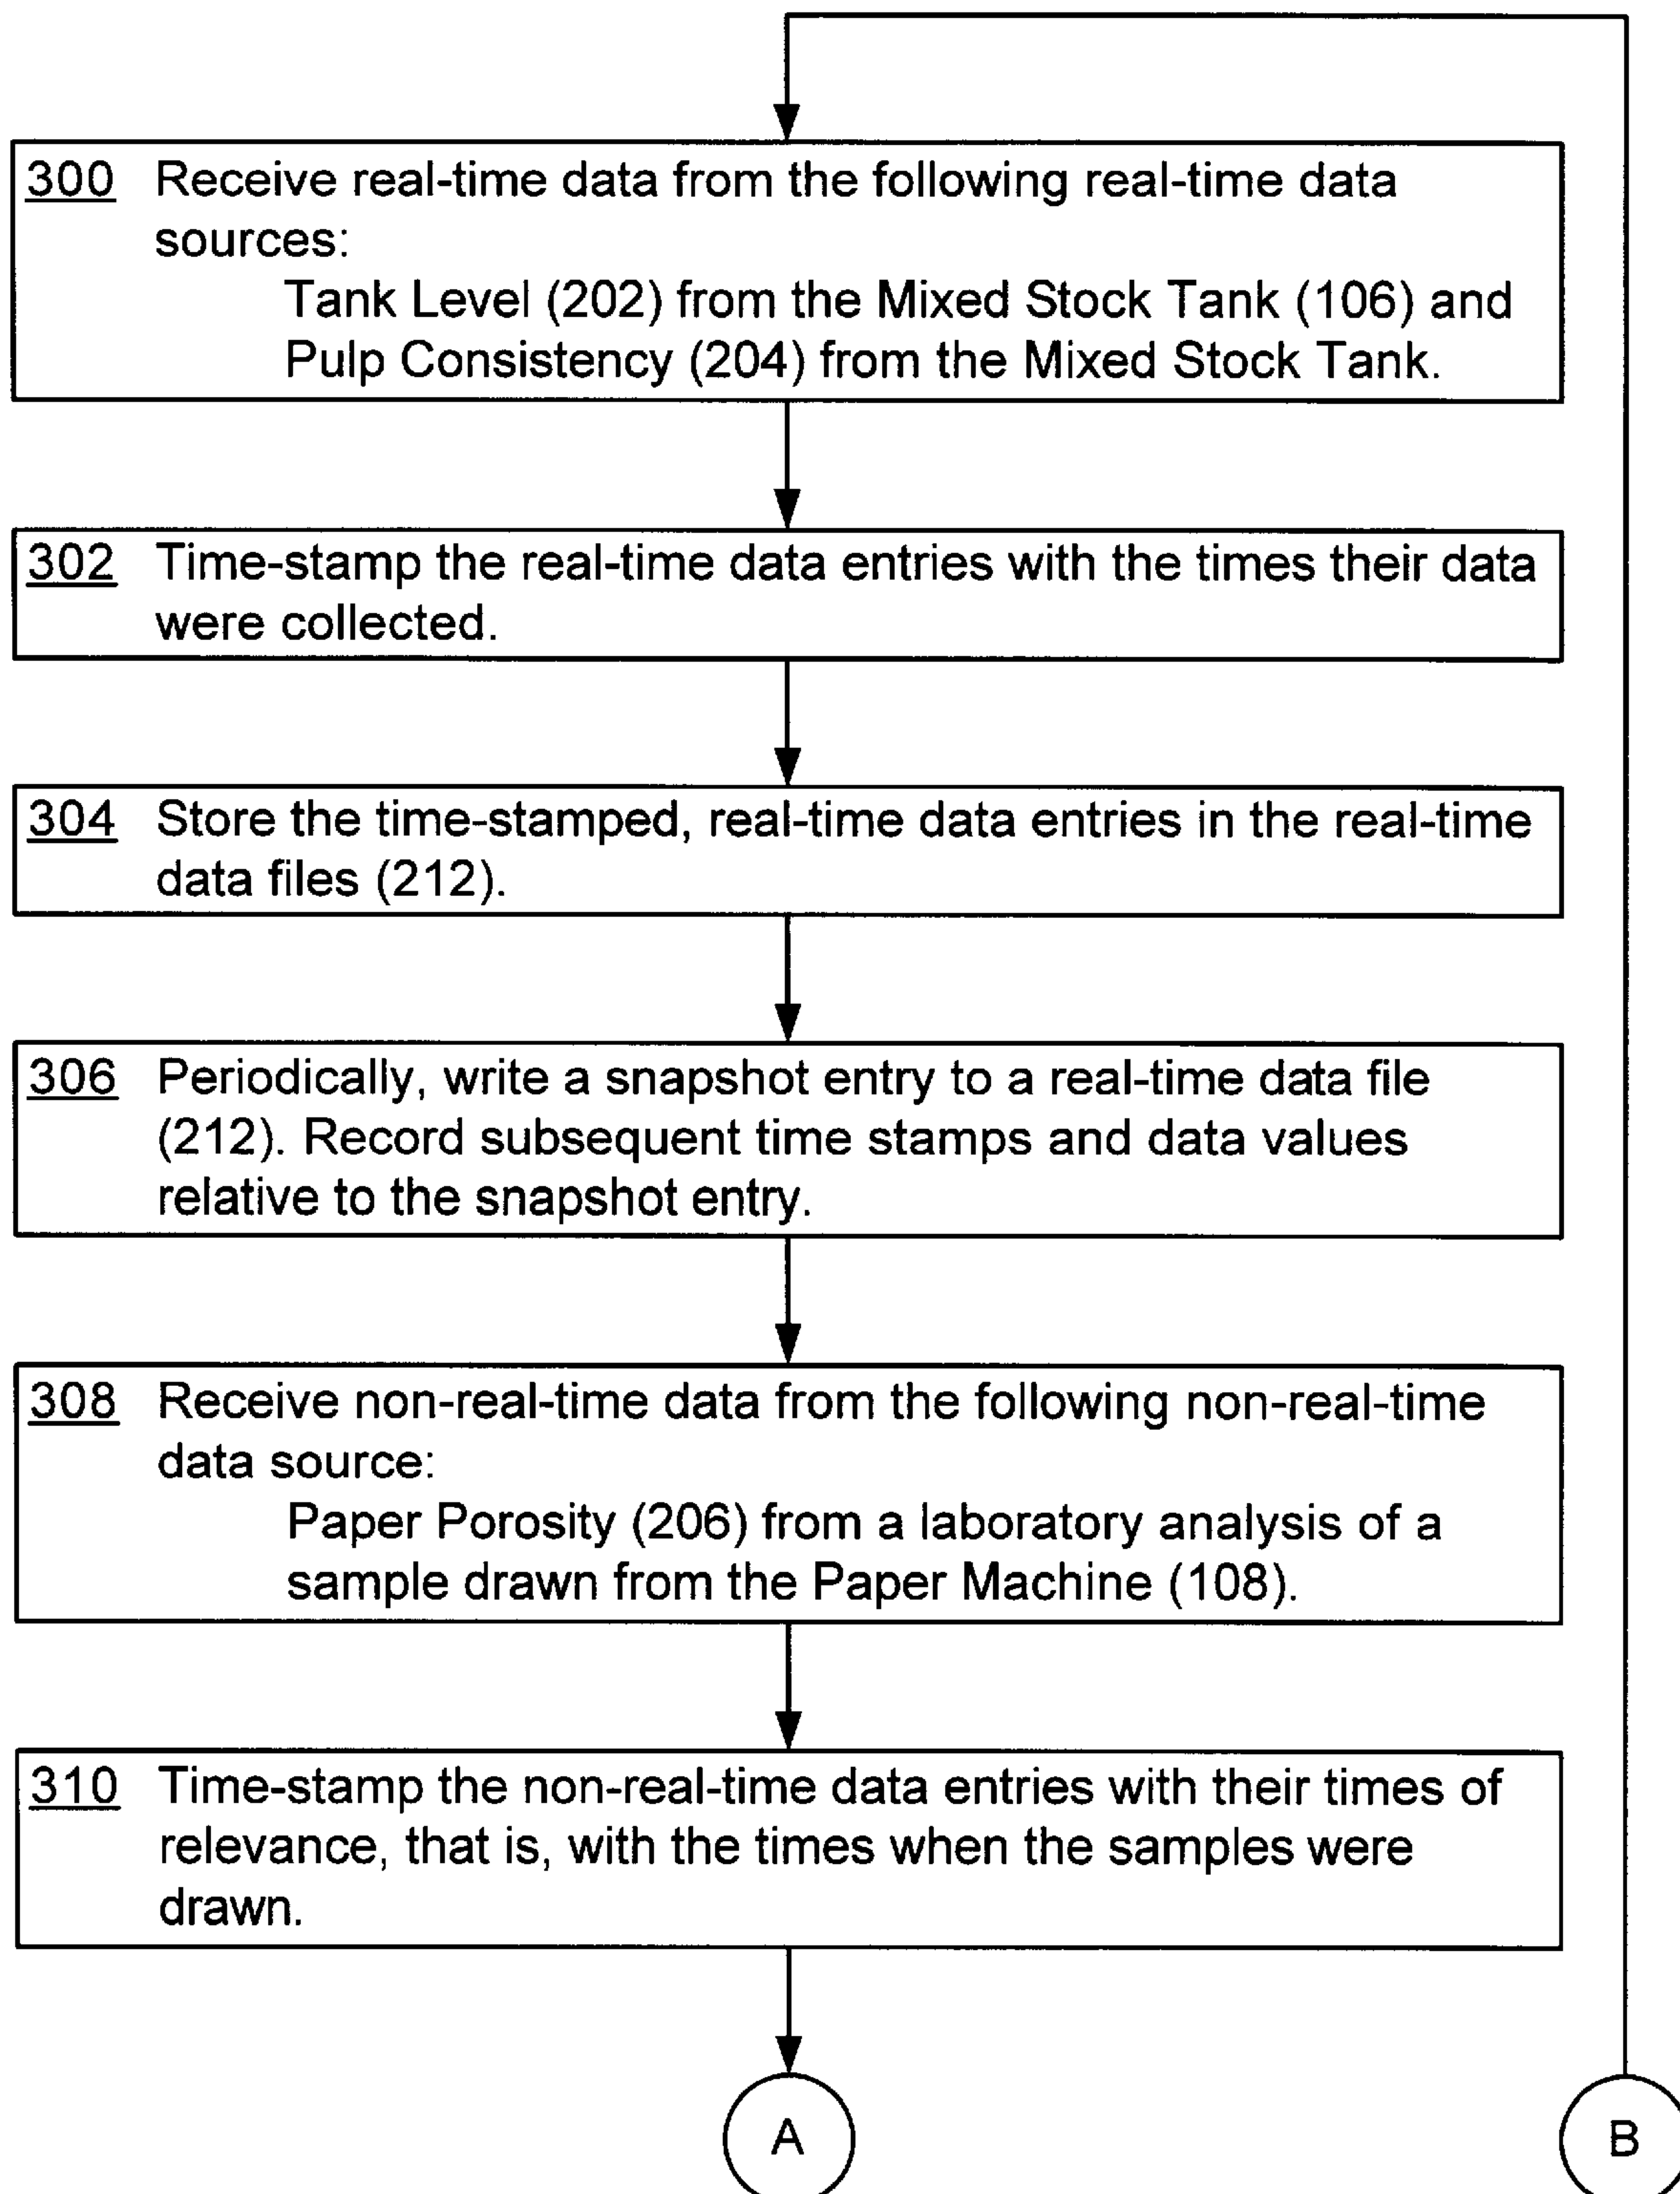 300 Receive real-time data from the following real-time data
sources:
Tank Level (202) from the Mixed Stock Tank (106) and
Pulp Consistency (204) from the Mixed Stock Tank.
302 Time-stamp the real-time data entries with the times their data
were collected.
304 Store the time-stamped, real-time data entries in the real-time
data files (212).
306 Periodically, write a snapshot entry to a real-time data file
(212). Record subsequent time stamps and data values
relative to the snapshot entry.
308 Receive non-real-time data from the following non-real-time
data source:
Paper Porosity (206) from a laboratory analysis of a
sample drawn from the Paper Machine (108).
310 Time-stamp the non-real-time data entries with their times of
relevance, that is, with the times when the samples were
drawn.
A
B